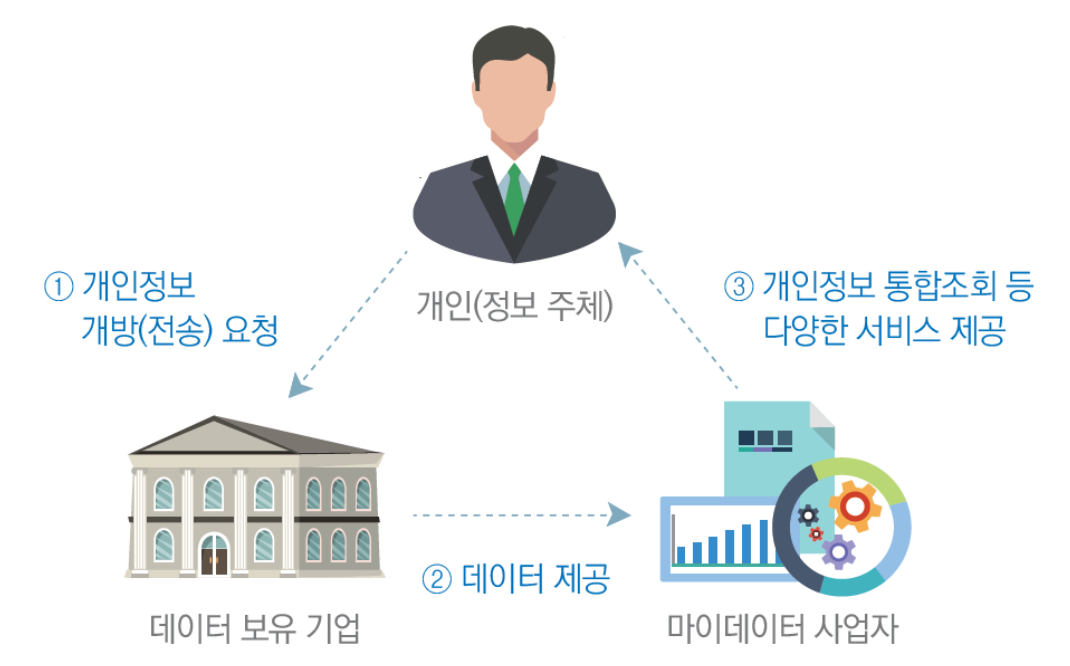 ① 개인정보
개방(전송) 요청
개인(정보 주체)
③ 개인정보 통합조회 등
다양한 서비스 제공
② 데이터 제공
데이터 보유 기업
마이데이터 사업자